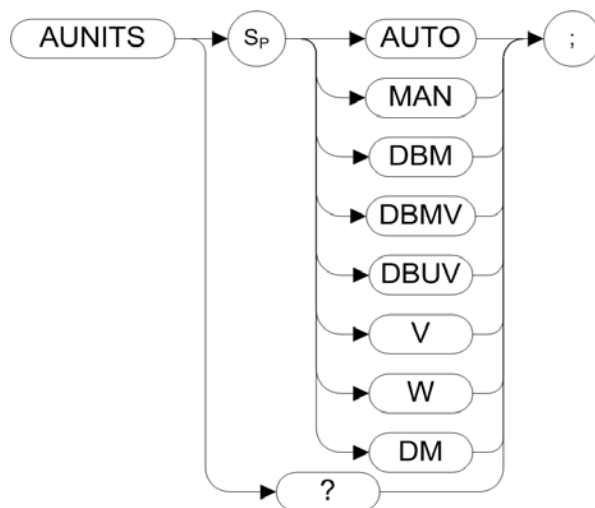 AUNITS SP AUTO ;
MAN
DBM
DBMV
DBUV
V
W
DM
?